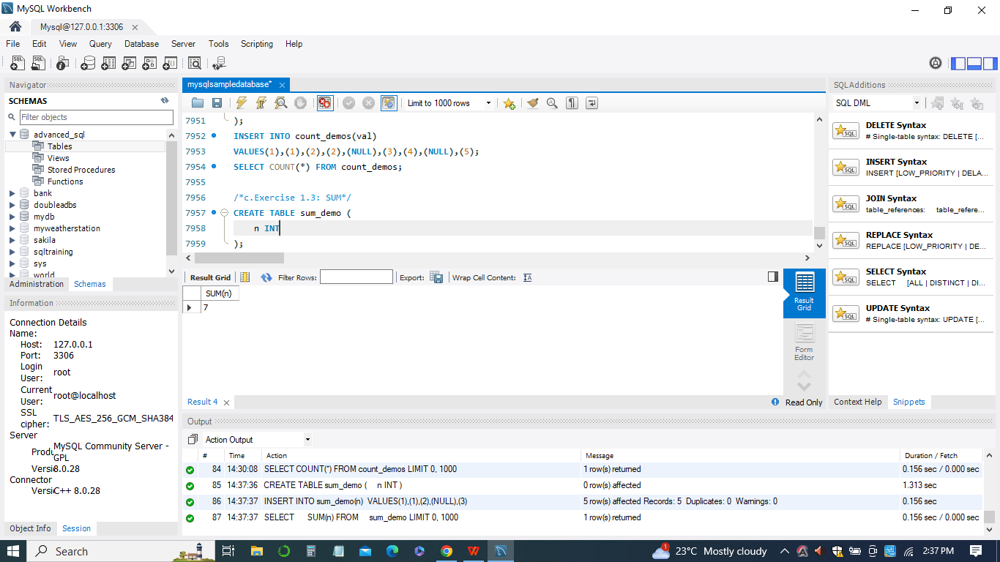 MySQL Workbench
Mysql@127.0.0.1:3306
File Edit View Query Database Server Tools Scripting Help
Navigator
SCHEMAS
Filter objects
advanced_sql
Tables
Views
Stored Procedures
Functions
bank
doubleadbs
mydb
myweatherstation
sakila
sqltraining
sys
world
Administration Schemas
Information
Connection Details
Name:
Host: 127.0.0.1
Port: 3306
Login User: root
Current User: root@localhost
SSL cipher: TLS_AES_256_GCM_SHA384
Server
Produ MySQL Community Server - GPL
Versi 8.0.28
Connector
Versi C++ 8.0.28
Object Info Session
mysqlsampledatabase*
Limit to 1000 rows
7951 );
7952 INSERT INTO count_demos(val)
7953 VALUES(1),(1),(2),(2),(NULL),(3),(4),(NULL),(5);
7954 SELECT COUNT(*) FROM count_demos;
7955
7956 /*c.Exercise 1.3: SUM*/
7957 CREATE TABLE sum_demo (
7958 n INT
7959 );
Result Grid Filter Rows: Export: Wrap Cell Content:
SUM(n)
7
Result Grid
Form Editor
Result 4
Read Only
Output
Action Output
# Time Action Message Duration / Fetch
84 14:30:08 SELECT COUNT(*) FROM count_demos LIMIT 0, 1000 1 row(s) returned 0.156 sec / 0.000 sec
85 14:37:36 CREATE TABLE sum_demo ( n INT ) 0 row(s) affected 1.313 sec
86 14:37:37 INSERT INTO sum_demo(n) VALUES(1),(1),(2),(NULL),(3) 5 row(s) affected Records: 5 Duplicates: 0 Warnings: 0 0.156 sec
87 14:37:37 SELECT SUM(n) FROM sum_demo LIMIT 0, 1000 1 row(s) returned 0.156 sec / 0.000 sec
SQLAdditions
SQL DML
DELETE Syntax
# Single-table syntax: DELETE [...
INSERT Syntax
INSERT [LOW_PRIORITY | DELA...
JOIN Syntax
table_references: table_refere...
REPLACE Syntax
REPLACE [LOW_PRIORITY | DE...
SELECT Syntax
SELECT [ALL | DISTINCT | DI...
UPDATE Syntax
# Single-table syntax: UPDATE [...
Context Help Snippets
Search
1
23°C Mostly cloudy
2:37 PM